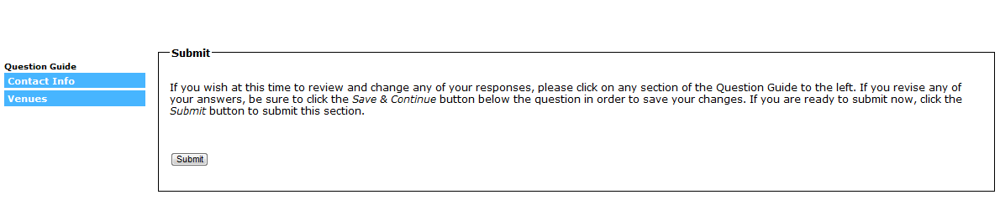 Submit
Question Guide
Contact Info
Venues
If you wish at this time to review and change any of your responses, please click on any section of the Question Guide to the left. If you revise any of
your answers, be sure to click the Save & Continue button below the question in order to save your changes. If you are ready to submit now, click the
Submit button to submit this section.
Submit